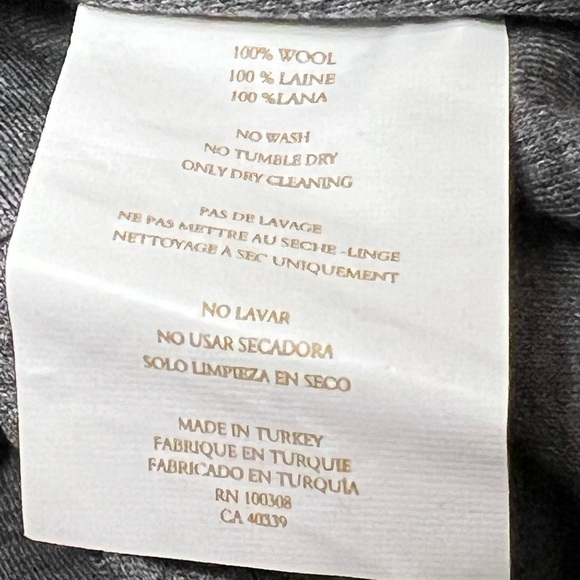 100% WOOL
100 % LAINE
100 %LANA
NO WASH
NO TUMBLE DRY
ONLY DRY CLEANING
PAS DE LAVAGE
NE PAS METTRE AU SECHE -LINGE
NETTOYAGE À SEC UNIQUEMENT
NO LAVAR
NO USAR SECADORA
SOLO LIMPIEZA EN SECO
MADE IN TURKEY
FABRIQUE EN TURQUIE
FABRICADO EN TURQUÍA
RN 100308
CA 40339